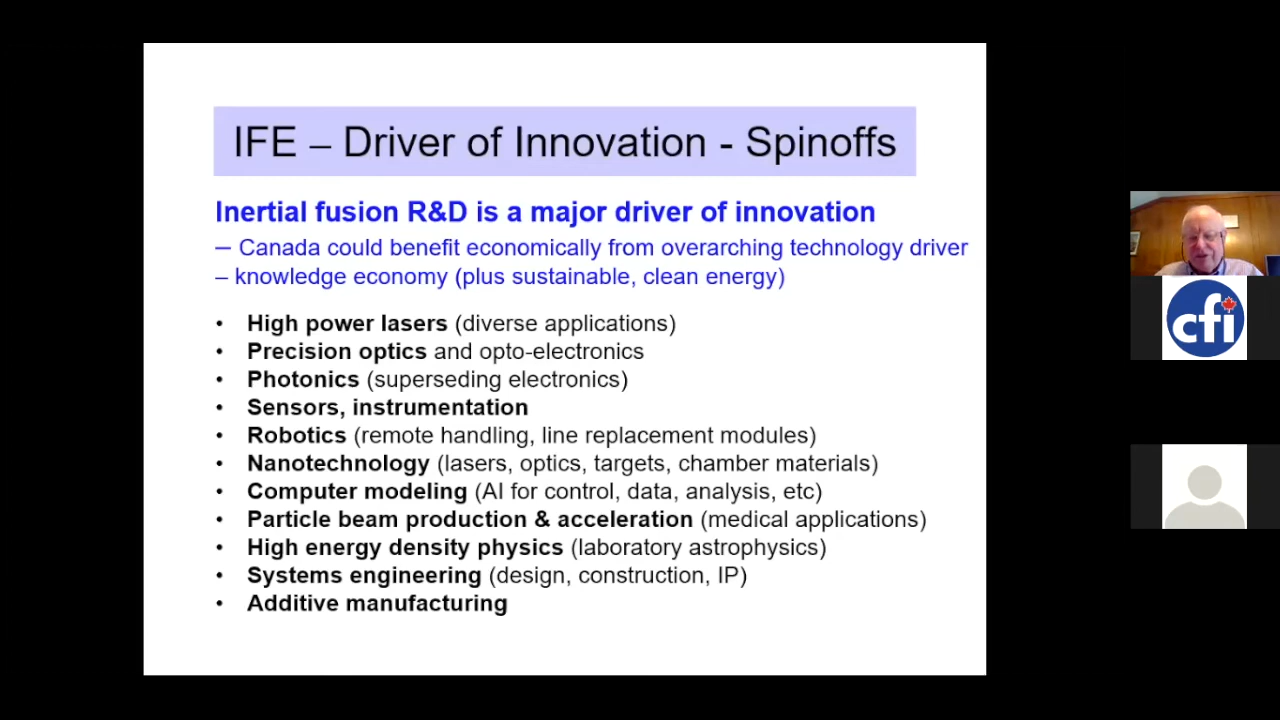 IFE – Driver of Innovation - Spinoffs
Inertial fusion R&D is a major driver of innovation
– Canada could benefit economically from overarching technology driver
– knowledge economy (plus sustainable, clean energy)
• High power lasers (diverse applications)
• Precision optics and opto-electronics
• Photonics (superseding electronics)
• Sensors, instrumentation
• Robotics (remote handling, line replacement modules)
• Nanotechnology (lasers, optics, targets, chamber materials)
• Computer modeling (AI for control, data, analysis, etc)
• Particle beam production & acceleration (medical applications)
• High energy density physics (laboratory astrophysics)
• Systems engineering (design, construction, IP)
• Additive manufacturing
cfi